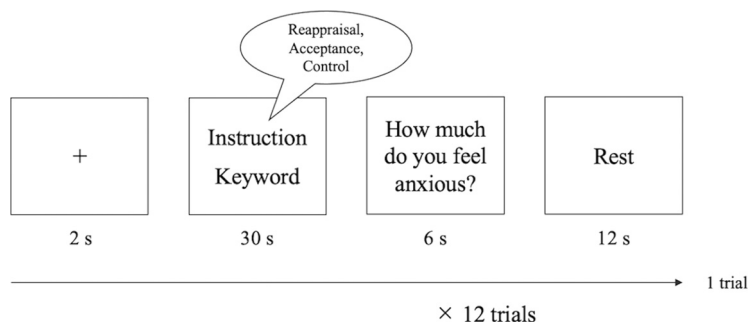 Reappraisal,
Acceptance,
Control
+
Instruction
Keyword
How much
do you feel
anxious?
Rest
2 s
30 s
6 s
12 s
1 trial
× 12 trials